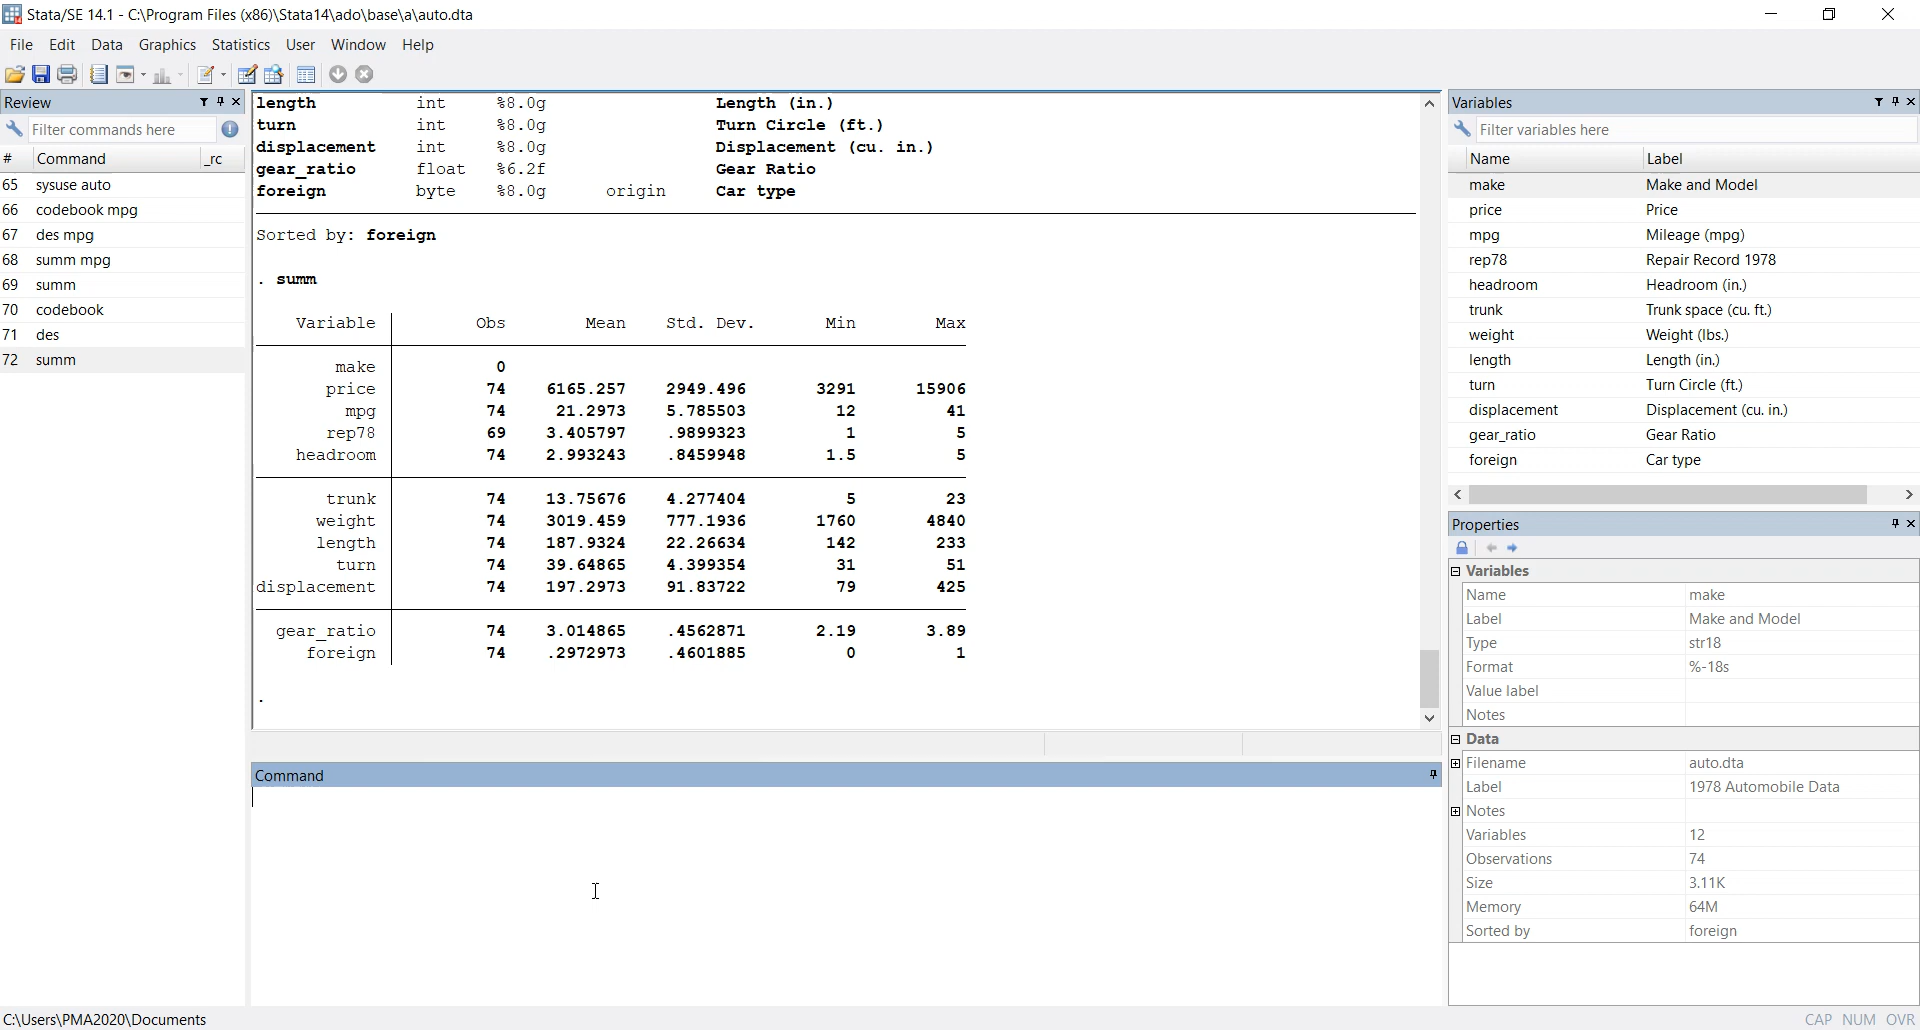 Stata/SE 14.1 - C:\Program Files (x86)\Stata14\ado\base\a\auto.dta
File Edit Data Graphics Statistics User Window Help
Review
Filter commands here
# Command _rc
65 sysuse auto
66 codebook mpg
67 des mpg
68 summ mpg
69 summ
70 codebook
71 des
72 summ
length int %8.0g Length (in.)
turn int %8.0g Turn Circle (ft.)
displacement int %8.0g Displacement (cu. in.)
gear_ratio float %6.2f Gear Ratio
foreign byte %8.0g origin Car type
Sorted by: foreign
. summ
Variable Obs Mean Std. Dev. Min Max
make 0
price 74 6165.257 2949.496 3291 15906
mpg 74 21.2973 5.785503 12 41
rep78 69 3.405797 .9899323 1 5
headroom 74 2.993243 .8459948 1.5 5
trunk 74 13.75676 4.277404 5 23
weight 74 3019.459 777.1936 1760 4840
length 74 187.9324 22.26634 142 233
turn 74 39.64865 4.399354 31 51
displacement 74 197.2973 91.83722 79 425
gear_ratio 74 3.014865 .4562871 2.19 3.89
foreign 74 .2972973 .4601885 0 1
.
Command
Variables
Filter variables here
Name Label
make Make and Model
price Price
mpg Mileage (mpg)
rep78 Repair Record 1978
headroom Headroom (in.)
trunk Trunk space (cu. ft.)
weight Weight (lbs.)
length Length (in.)
turn Turn Circle (ft.)
displacement Displacement (cu. in.)
gear_ratio Gear Ratio
foreign Car type
Properties
Variables
Name make
Label Make and Model
Type str18
Format %-18s
Value label
Notes
Data
Filename auto.dta
Label 1978 Automobile Data
Notes
Variables 12
Observations 74
Size 3.11K
Memory 64M
Sorted by foreign
C:\Users\PMA2020\Documents
CAP NUM OVR